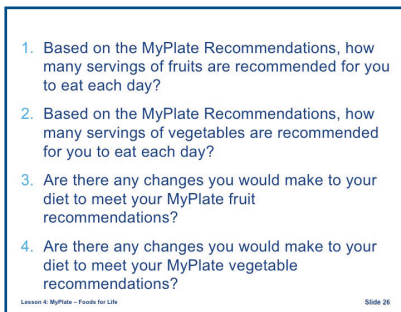 1. Based on the MyPlate Recommendations, how
many servings of fruits are recommended for you
to eat each day?
2. Based on the MyPlate Recommendations, how
many servings of vegetables are recommended
for you to eat each day?
3. Are there any changes you would make to your
diet to meet your MyPlate fruit
recommendations?
4. Are there any changes you would make to your
diet to meet your MyPlate vegetable
recommendations?
Lesson 4: MyPlate – Foods for Life
Slide 26